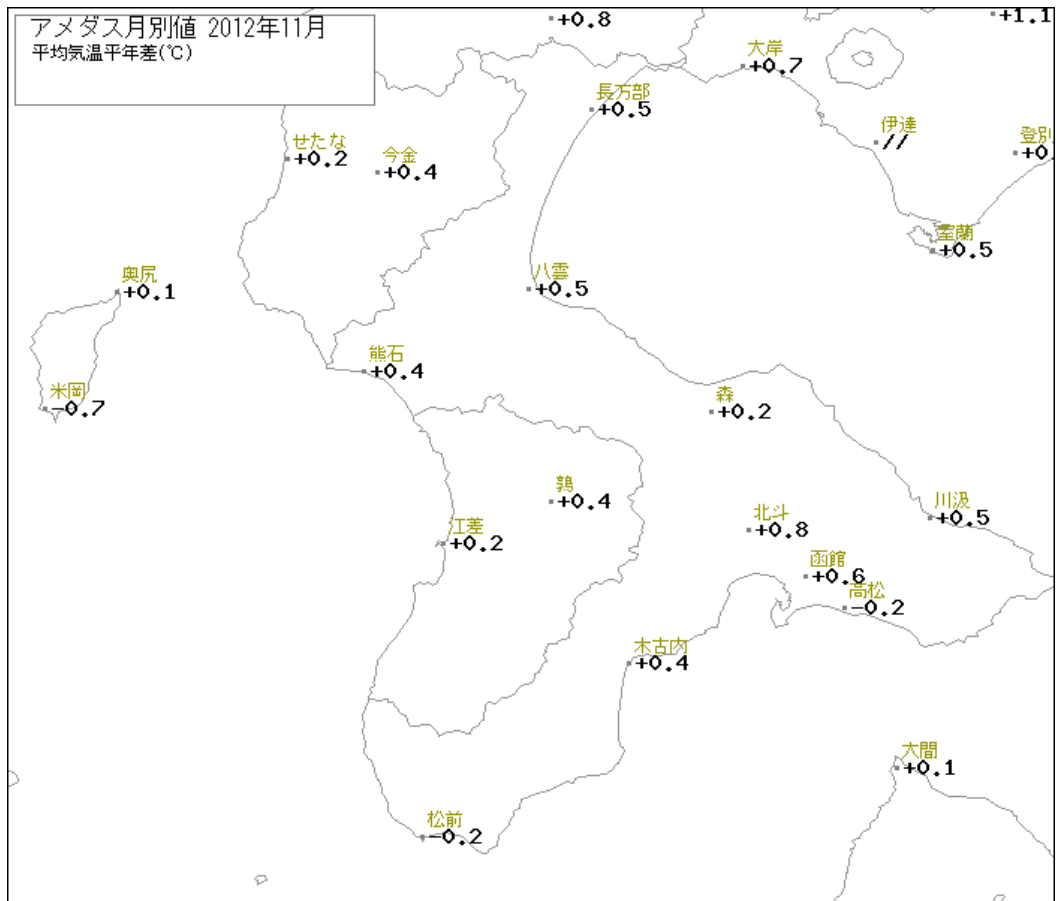 アメダス月別値 2012年11月
平均気温平年差(℃)
+0.8
+1.1
大岸
+0.7
長万部
+0.5
伊達
//
登別
+0.
せたな
+0.2
今金
+0.4
室蘭
+0.5
奥尻
+0.1
八雲
+0.5
熊石
+0.4
米岡
-0.7
森
+0.2
鶉
+0.4
川汲
+0.5
北斗
+0.8
江差
+0.2
函館
+0.6
高松
-0.2
木古内
+0.4
大間
+0.1
松前
-0.2